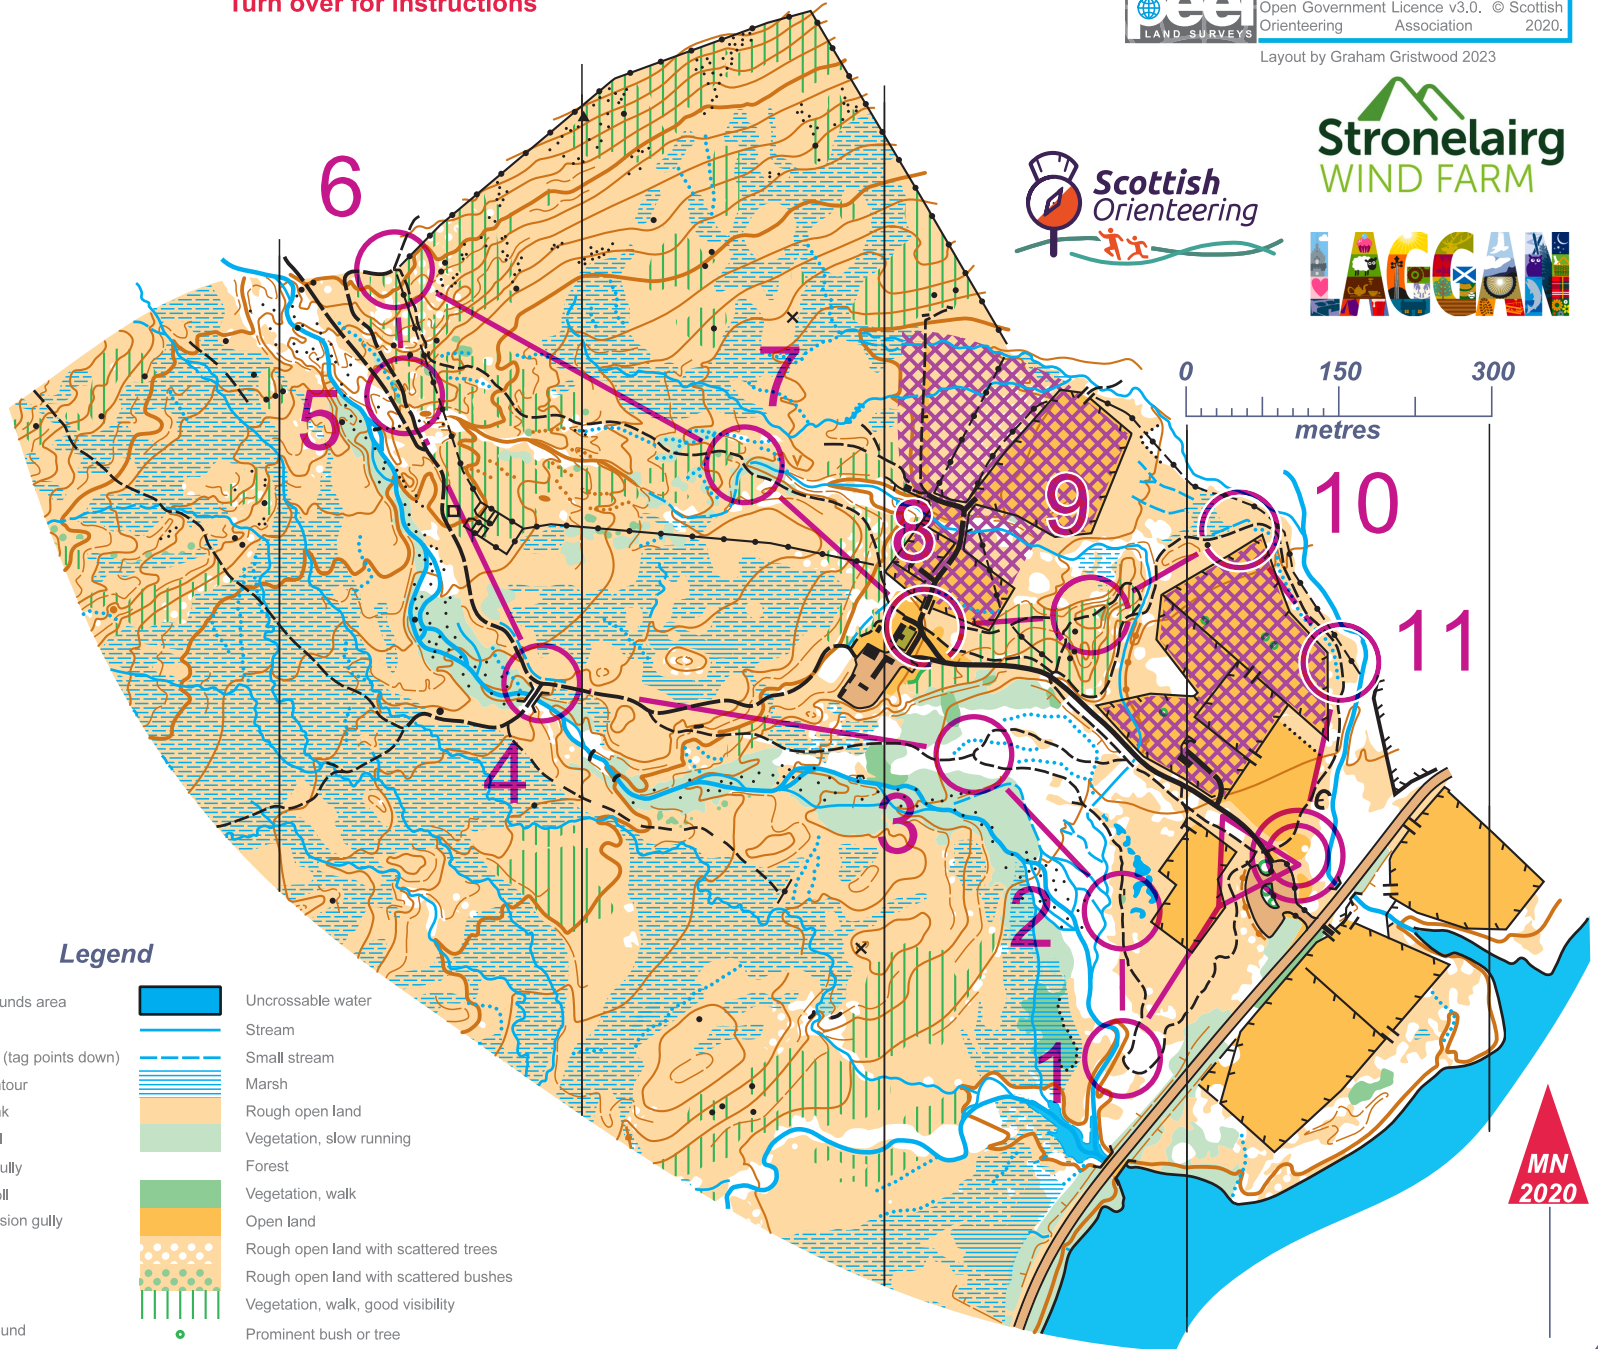 Turn over for instructions
peel
LAND SURVEYS
Open Government Licence v3.0. © Scottish
Orienteering Association 2020.
Layout by Graham Gristwood 2023
Stronelairg
WIND FARM
Scottish
Orienteering
LAGGAN
0 150 300
metres
6
7
5
8
9
10
11
4
3
2
1
Legend
unds area
Uncrossable water
Stream
(tag points down)
Small stream
ntour
Marsh
nk
Rough open land
ll
Vegetation, slow running
ully
Forest
oll
Vegetation, walk
sion gully
Open land
Rough open land with scattered trees
Rough open land with scattered bushes
Vegetation, walk, good visibility
und
Prominent bush or tree
MN
2020